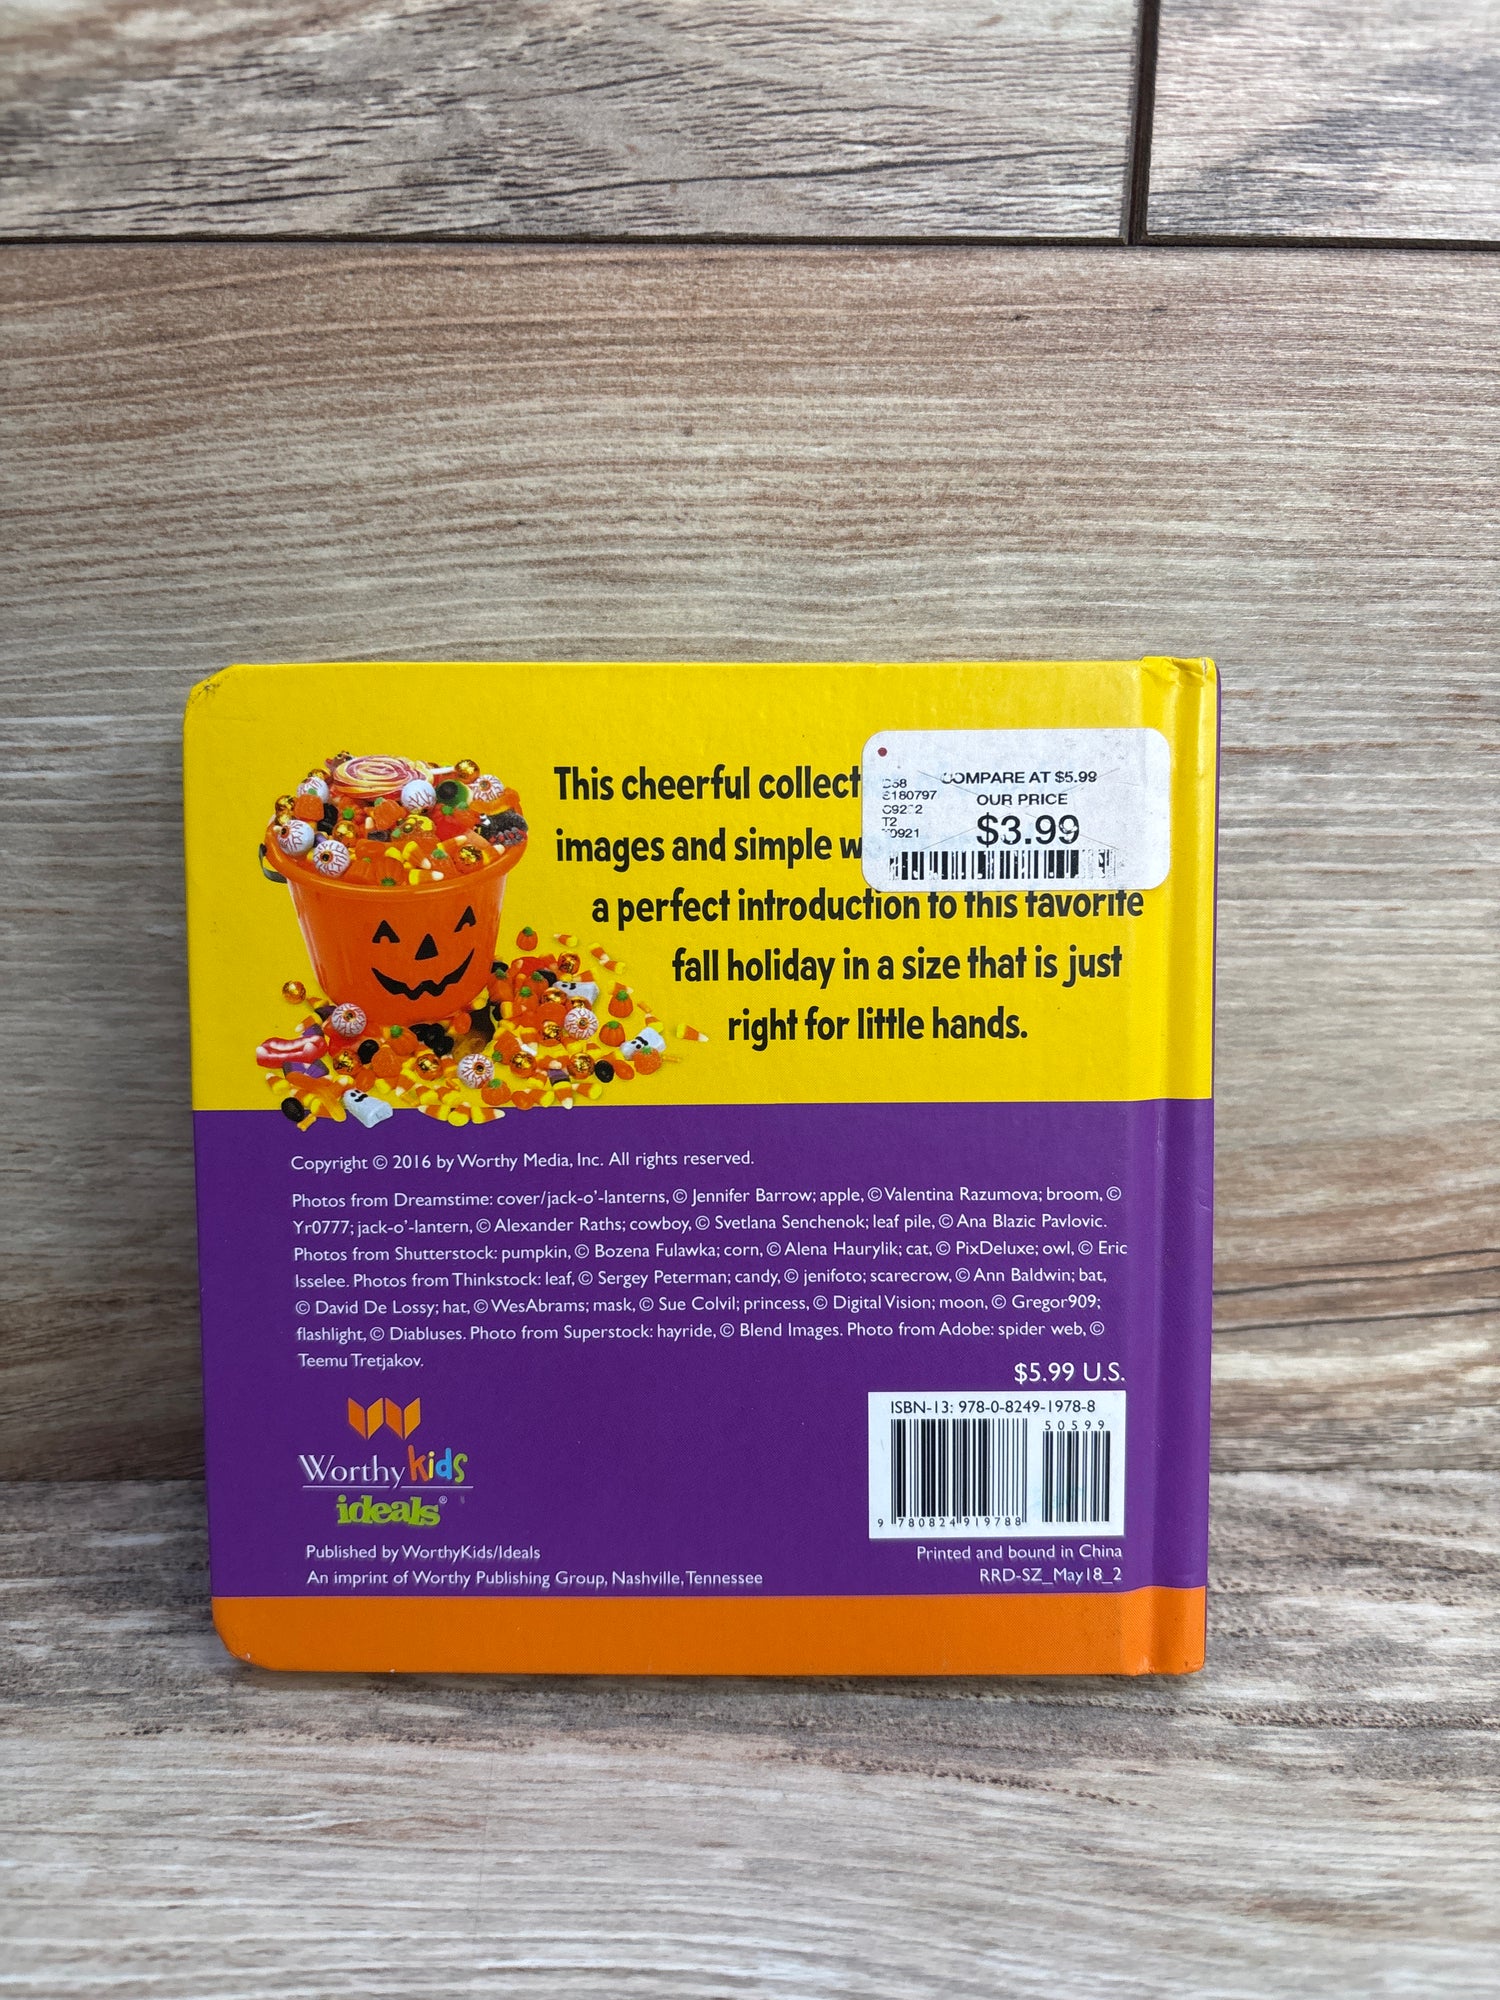 This cheerful collect
images and simple w
a perfect introduction to this favorite
fall holiday in a size that is just
right for little hands.
COMPARE AT $5.99
OUR PRICE
$3.99
T2
Copyright © 2016 by Worthy Media, Inc. All rights reserved.
Photos from Dreamstime: cover/jack-o'-lanterns, © Jennifer Barrow; apple, © Valentina Razumova; broom, ©
Yr0777; jack-o'-lantern, © Alexander Raths; cowboy, © Svetlana Senchenok; leaf pile, © Ana Blazic Pavlovic.
Photos from Shutterstock: pumpkin, © Bozena Fulawka; corn, © Alena Haurylik; cat, © PixDeluxe; owl, © Eric
Isselee. Photos from Thinkstock: leaf, © Sergey Peterman; candy, © jenifoto; scarecrow, © Ann Baldwin; bat,
© David De Lossy; hat, © WesAbrams; mask, © Sue Colvil; princess, © Digital Vision; moon, © Gregor909;
flashlight, © Diabluses. Photo from Superstock: hayride, © Blend Images. Photo from Adobe: spider web, ©
Teemu Tretjakov.
$5.99 U.S.
ISBN-13: 978-0-8249-1978-8
50599
9 780824 919788
Worthy kids
ideals®
Published by WorthyKids/Ideals
An imprint of Worthy Publishing Group, Nashville, Tennessee
Printed and bound in China
RRD-SZ_May18_2